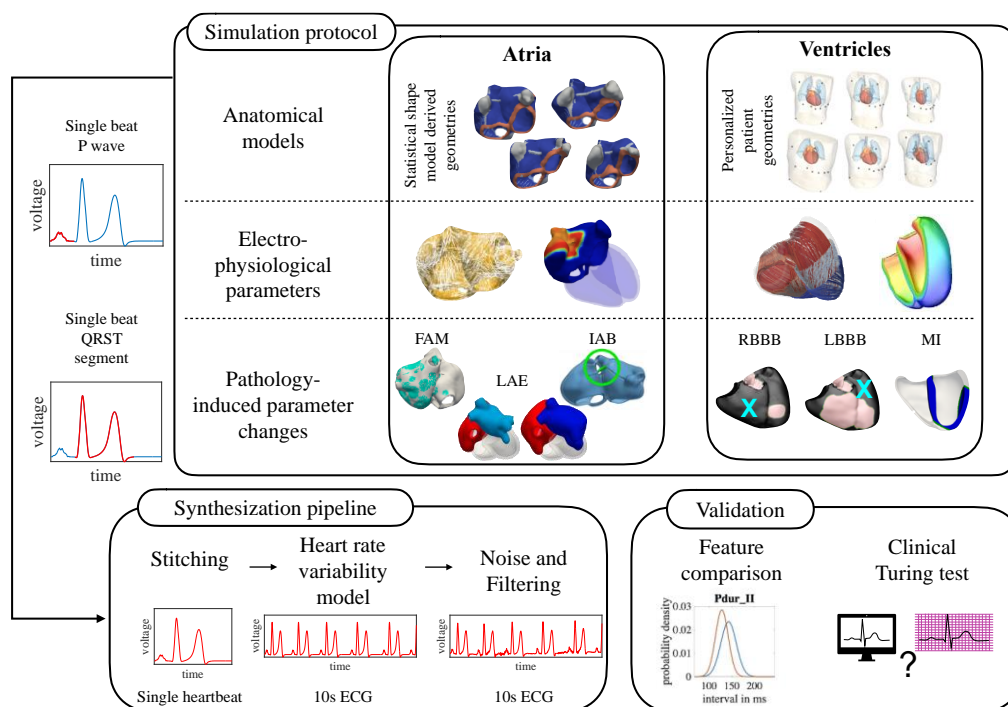 Simulation protocol
Atria
Ventricles
Anatomical
models
Statistical shape
model derived
geometries
Personalized
patient
geometries
Single beat
P wave
voltage
time
Electro-
physiological
parameters
Single beat
QRST
segment
voltage
time
Pathology-
induced parameter
changes
FAM
LAE
IAB
RBBB
LBBB
MI
X
X
Synthesization pipeline
Stitching
Heart rate
variability
model
Noise and
Filtering
voltage
time
voltage
time
voltage
time
Single heartbeat
10s ECG
10s ECG
Validation
Feature
comparison
Clinical
Turing test
Pdur_II
probability density
0.03
0.02
0.01
0
100
150
200
interval in ms
?